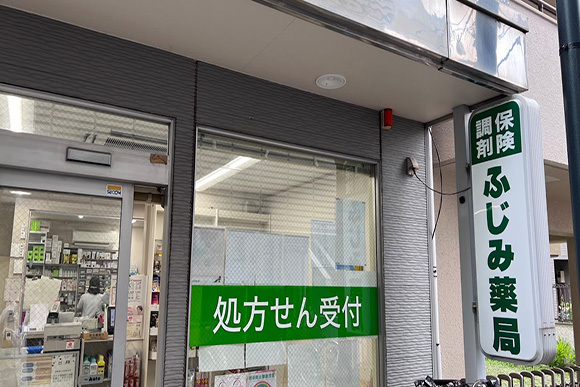 処方せん受付
保険
調剤
ふじみ薬局